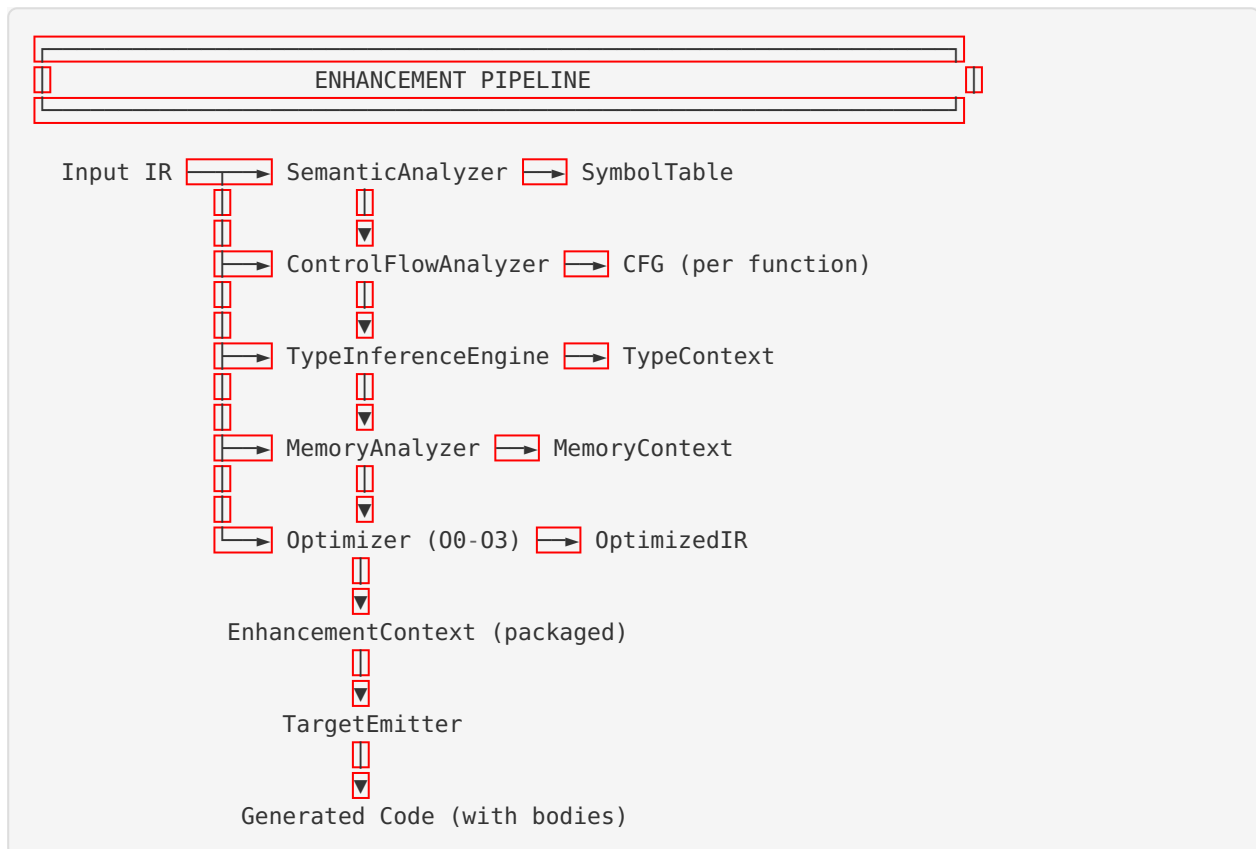 ┌──────────────────────────────────────────────────────────────────┐
│                    ENHANCEMENT PIPELINE                           │
└──────────────────────────────────────────────────────────────────┘
Input IR ──┬──► SemanticAnalyzer ──► SymbolTable
│         │
│         ▼
├──► ControlFlowAnalyzer ──► CFG (per function)
│         │
│         ▼
├──► TypeInferenceEngine ──► TypeContext
│         │
│         ▼
├──► MemoryAnalyzer ──► MemoryContext
│         │
│         ▼
└──► Optimizer (O0-O3) ──► OptimizedIR
│
▼
EnhancementContext (packaged)
│
▼
TargetEmitter
│
▼
Generated Code (with bodies)